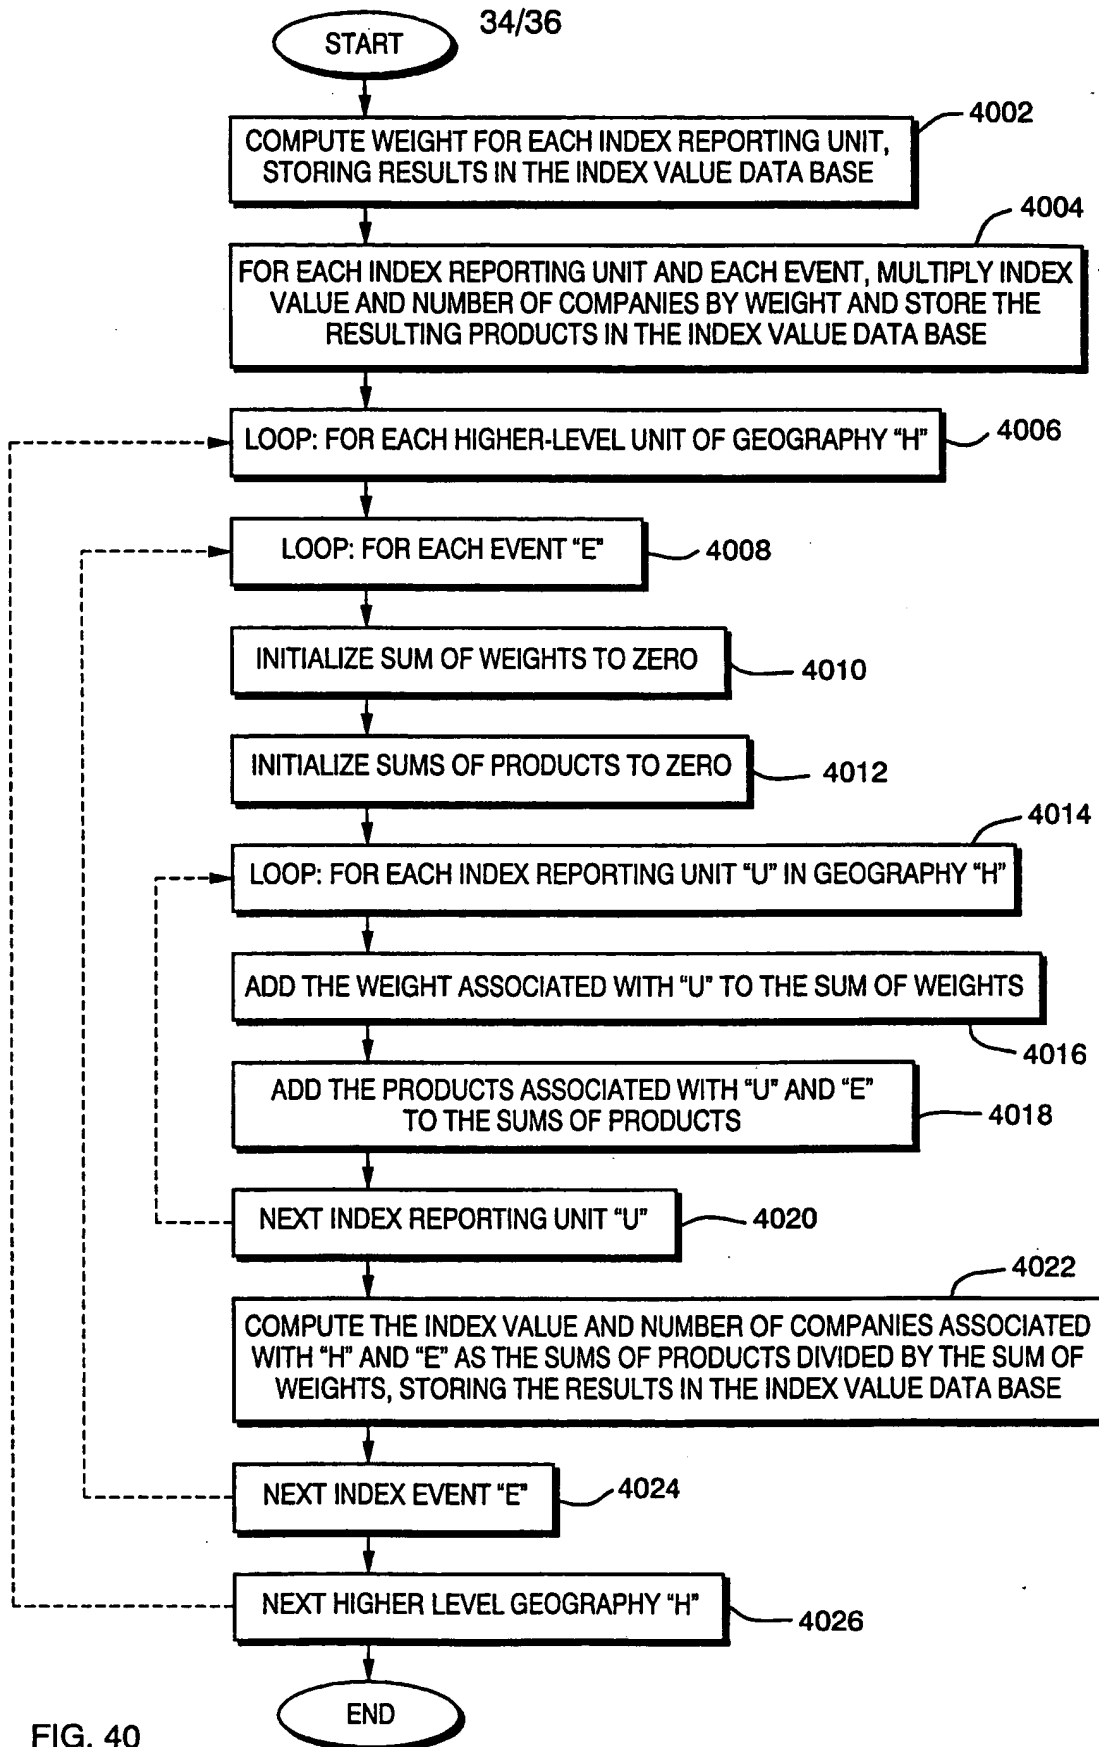 34/36
START
4002
COMPUTE WEIGHT FOR EACH INDEX REPORTING UNIT,
STORING RESULTS IN THE INDEX VALUE DATA BASE
4004
FOR EACH INDEX REPORTING UNIT AND EACH EVENT, MULTIPLY INDEX
VALUE AND NUMBER OF COMPANIES BY WEIGHT AND STORE THE
RESULTING PRODUCTS IN THE INDEX VALUE DATA BASE
LOOP: FOR EACH HIGHER-LEVEL UNIT OF GEOGRAPHY "H"
4006
LOOP: FOR EACH EVENT "E"
4008
INITIALIZE SUM OF WEIGHTS TO ZERO
4010
INITIALIZE SUMS OF PRODUCTS TO ZERO
4012
4014
LOOP: FOR EACH INDEX REPORTING UNIT "U" IN GEOGRAPHY "H"
ADD THE WEIGHT ASSOCIATED WITH "U" TO THE SUM OF WEIGHTS
4016
ADD THE PRODUCTS ASSOCIATED WITH "U" AND "E"
TO THE SUMS OF PRODUCTS
4018
NEXT INDEX REPORTING UNIT "U"
4020
4022
COMPUTE THE INDEX VALUE AND NUMBER OF COMPANIES ASSOCIATED
WITH "H" AND "E" AS THE SUMS OF PRODUCTS DIVIDED BY THE SUM OF
WEIGHTS, STORING THE RESULTS IN THE INDEX VALUE DATA BASE
NEXT INDEX EVENT "E"
4024
NEXT HIGHER LEVEL GEOGRAPHY "H"
4026
END
FIG. 40